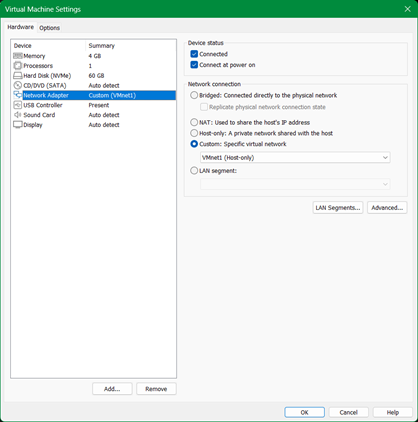 Virtual Machine Settings
Hardware Options
Device Summary
Memory 4 GB
Processors 1
Hard Disk (NVMe) 60 GB
CD/DVD (SATA) Auto detect
Network Adapter Custom (VMnet1)
USB Controller Present
Sound Card Auto detect
Display Auto detect
Add... Remove
Device status
Connected
Connect at power on
Network connection
Bridged: Connected directly to the physical network
Replicate physical network connection state
NAT: Used to share the host's IP address
Host-only: A private network shared with the host
Custom: Specific virtual network
VMnet1 (Host-only)
LAN segment:
LAN Segments... Advanced...
OK Cancel Help